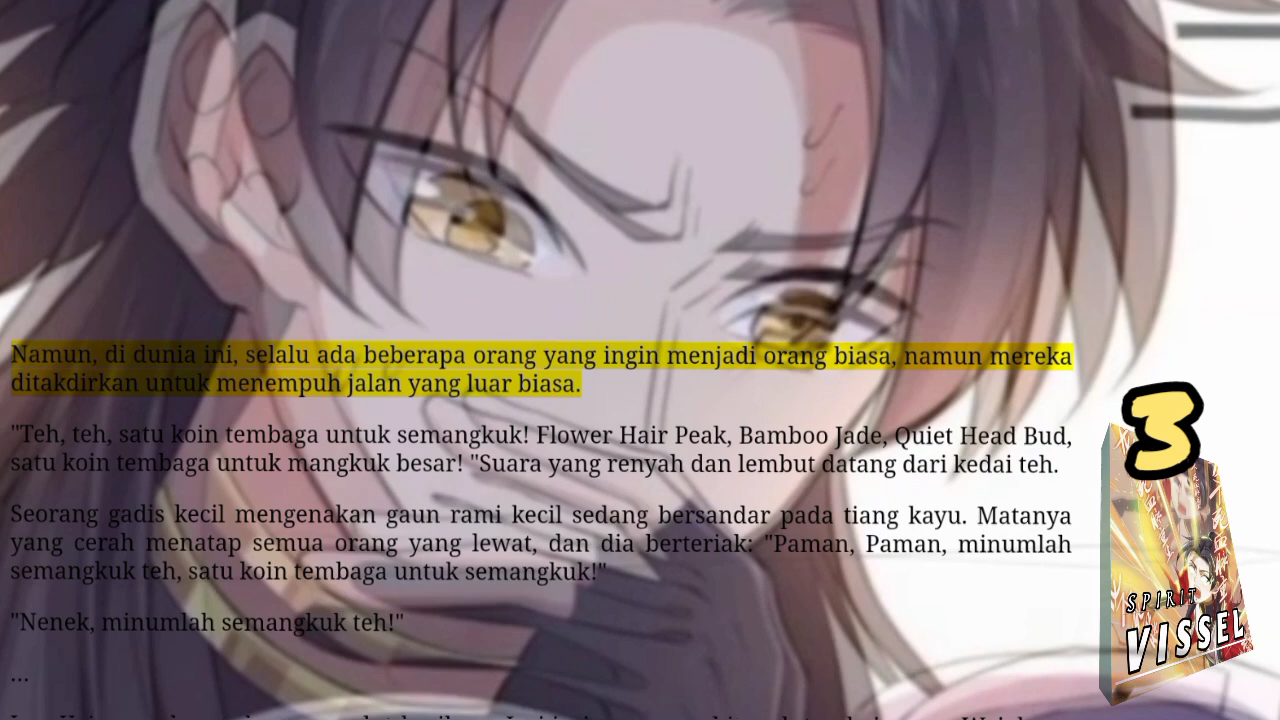 Namun, di dunia ini, selalu ada beberapa orang yang ingin menjadi orang biasa, namun mereka
ditakdirkan untuk menempuh jalan yang luar biasa.
"Teh, teh, satu koin tembaga untuk semangkuk! Flower Hair Peak, Bamboo Jade, Quiet Head Bud,
satu koin tembaga untuk mangkuk besar! "Suara yang renyah dan lembut datang dari kedai teh.
Seorang gadis kecil mengenakan gaun rami kecil sedang bersandar pada tiang kayu. Matanya
yang cerah menatap semua orang yang lewat, dan dia berteriak: "Paman, Paman, minumlah
semangkuk teh, satu koin tembaga untuk semangkuk!"
"Nenek, minumlah semangkuk teh!"
...
3
SPIRIT
VISSEL